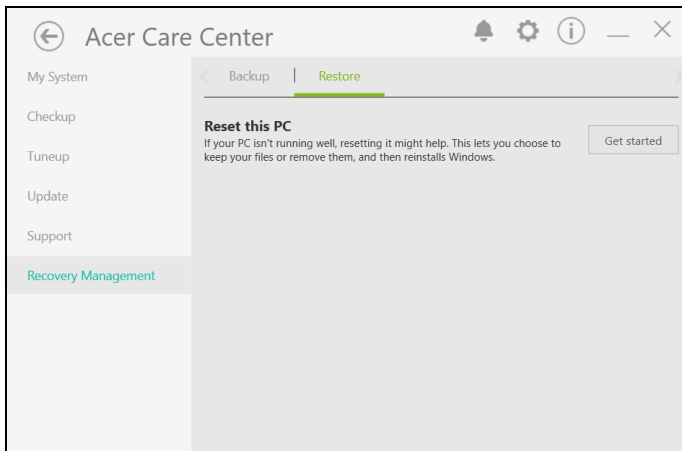 Acer Care Center
My System
Checkup
Tuneup
Update
Support
Recovery Management
Backup | Restore
Reset this PC
If your PC isn't running well, resetting it might help. This lets you choose to
keep your files or remove them, and then reinstalls Windows.
Get started